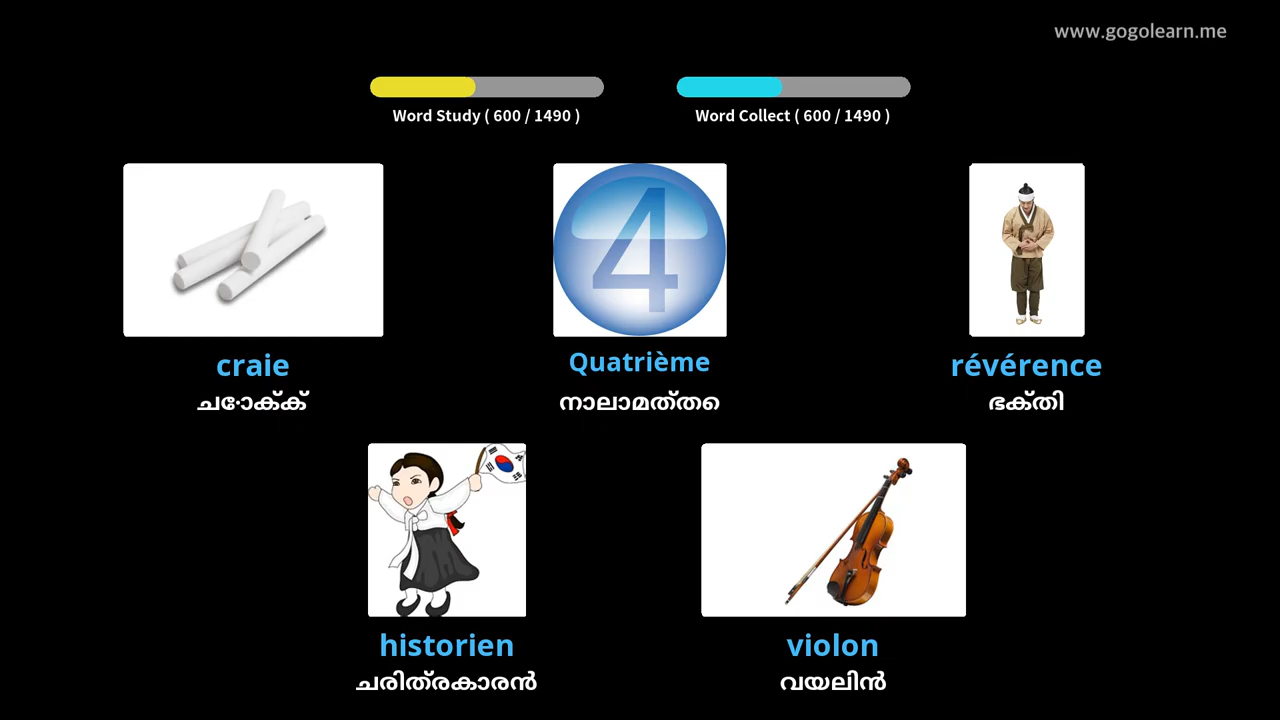 www.gogolearn.me
Word Study ( 600 / 1490 )
Word Collect ( 600 / 1490 )
4
craie
ചോക്ക്
Quatrième
നാലാമത്തെ
révérence
ഭക്തി
historien
ചരിത്രകാരൻ
violon
വയലിൻ